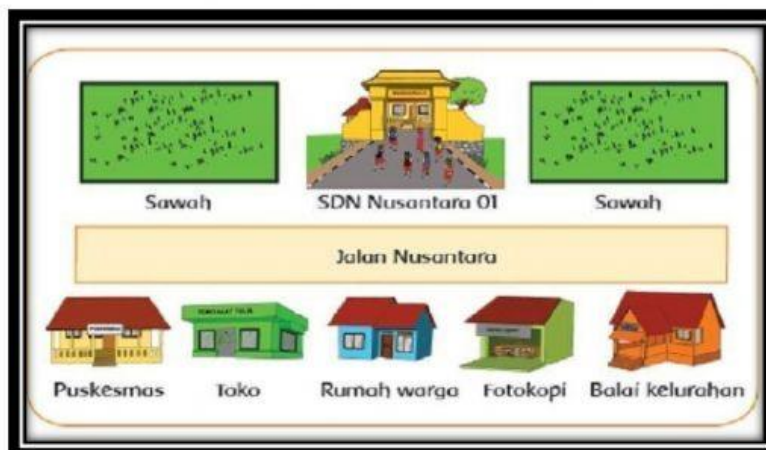 Sawah
SDN Nusantara 01
Sawah
Jalan Nusantara
Puskesmas
Toko
Rumah warga
Fotokopi
Balai kelurahan